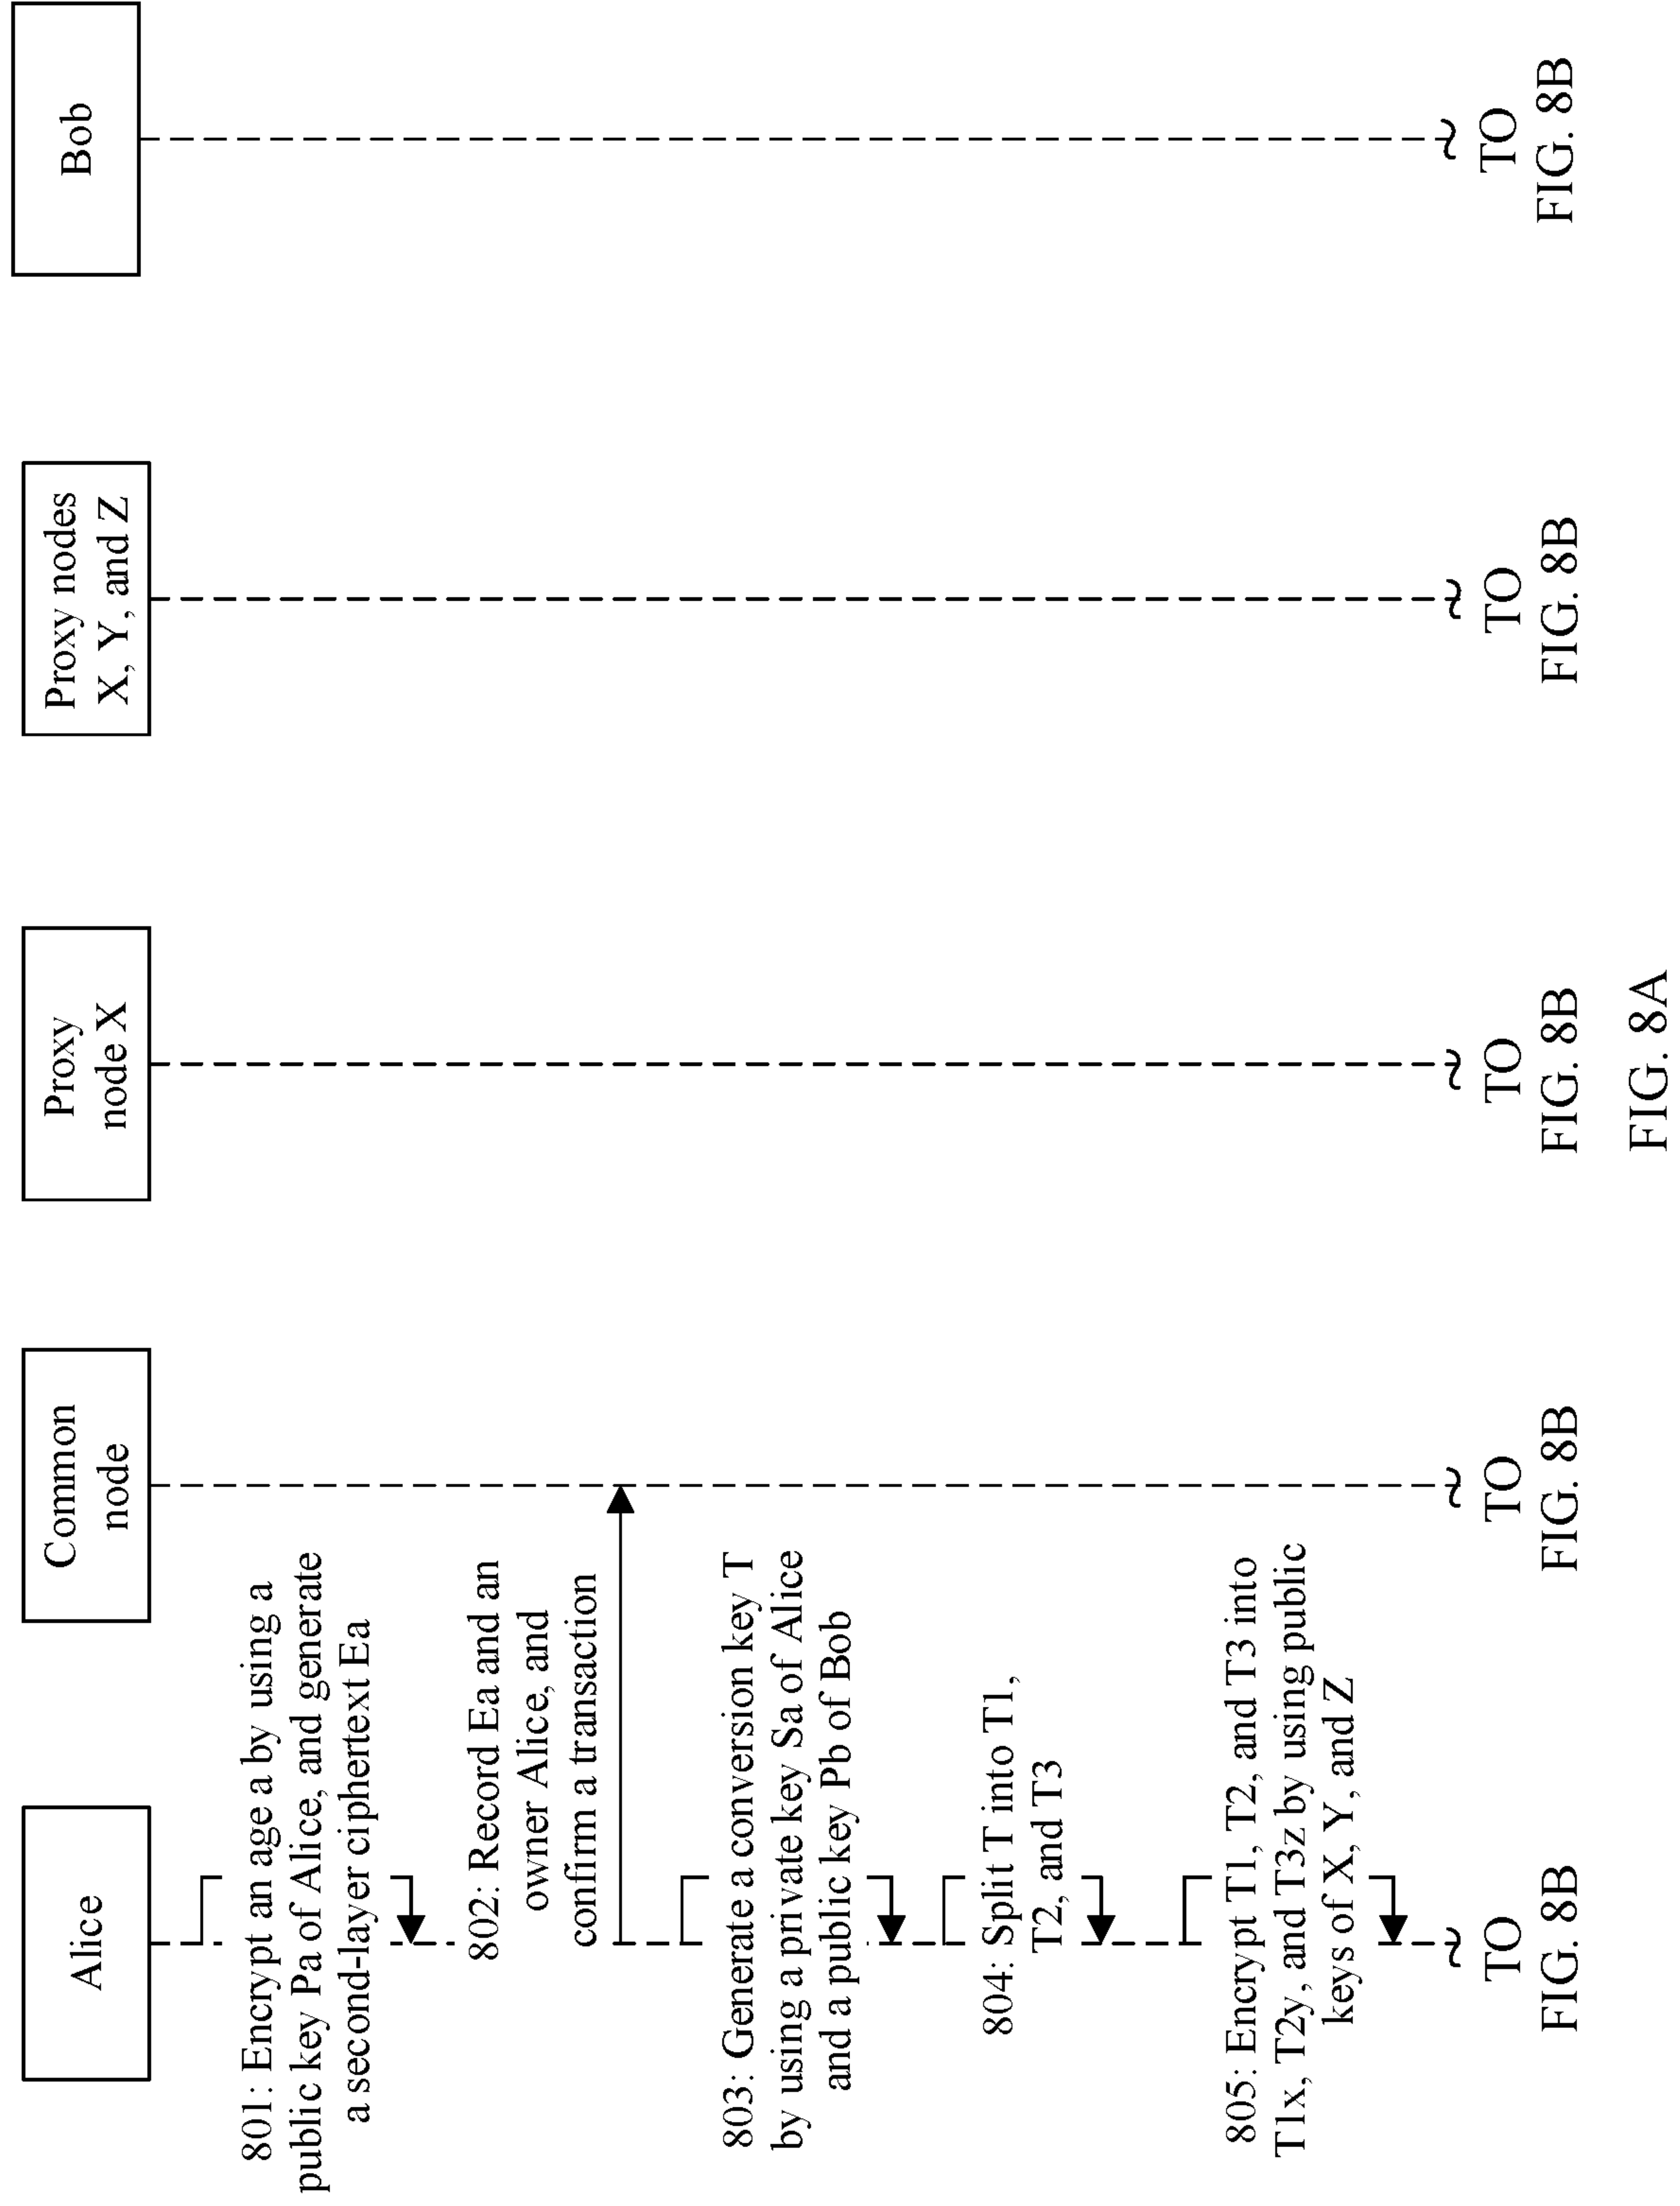 Alice
Common
node
Proxy
node X
Proxy nodes
X, Y, and Z
Bob
801: Encrypt an age a by using a
public key Pa of Alice, and generate
a second-layer ciphertext Ea
802: Record Ea and an
owner Alice, and
confirm a transaction
803: Generate a conversion key T
by using a private key Sa of Alice
and a public key Pb of Bob
804: Split T into T1,
T2, and T3
805: Encrypt T1, T2, and T3 into
T1x, T2y, and T3z by using public
keys of X, Y, and Z
TO
FIG. 8B
TO
FIG. 8B
TO
FIG. 8B
TO
FIG. 8B
TO
FIG. 8B
FIG. 8A